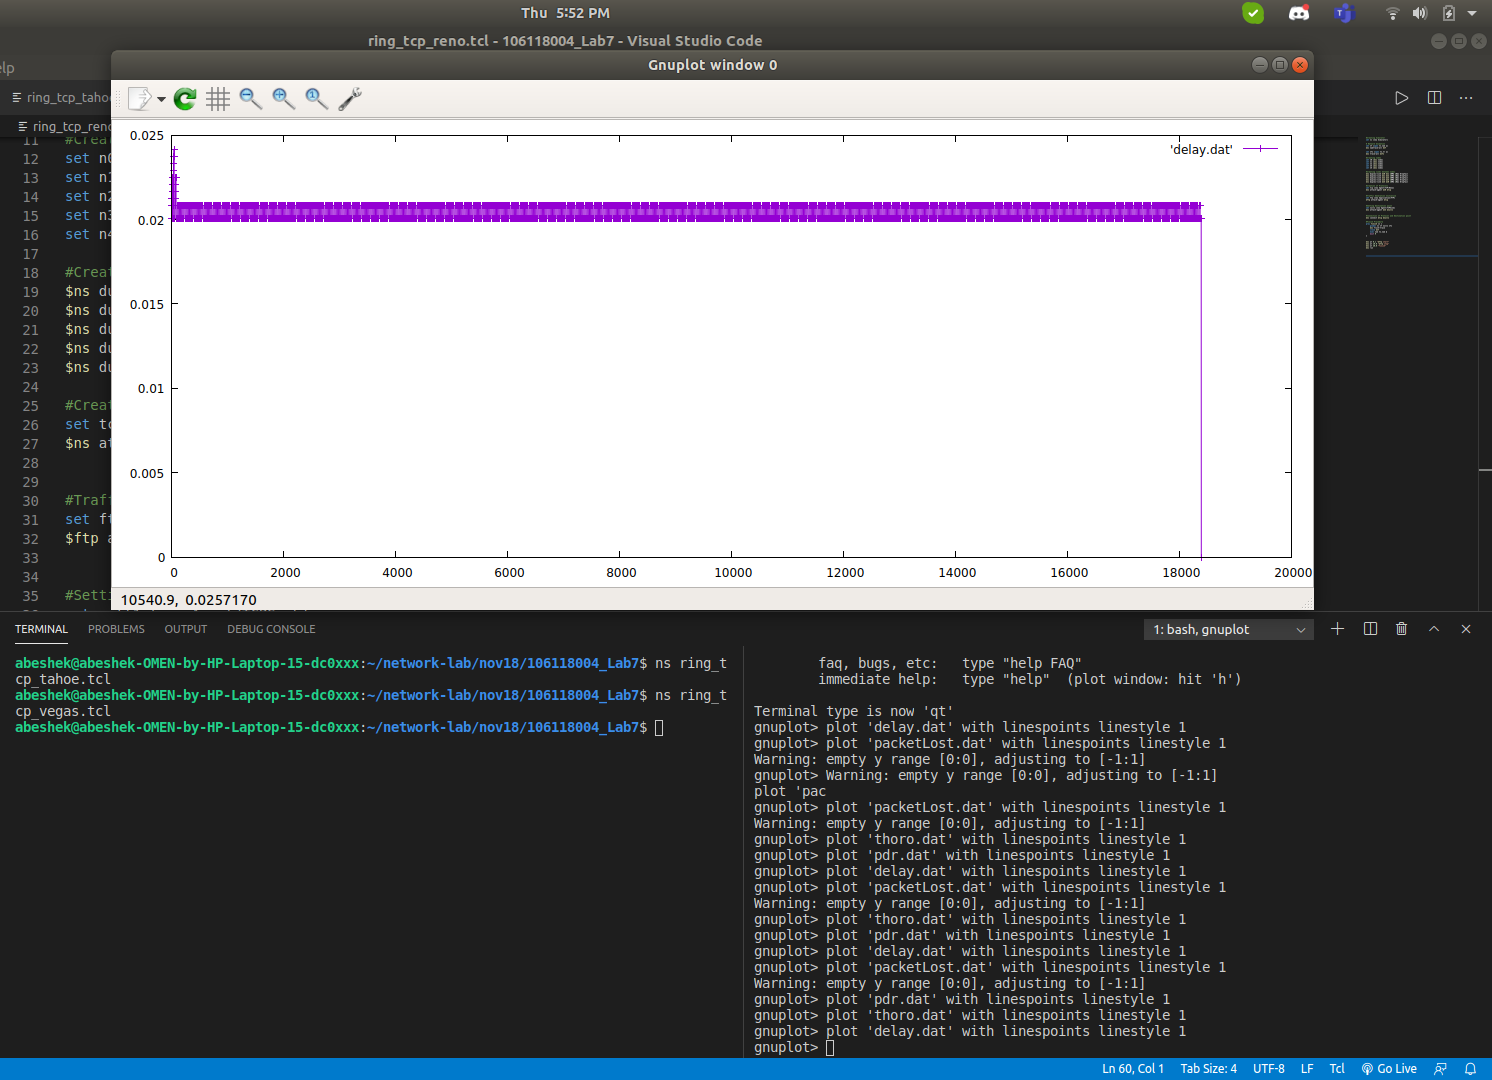 Thu 5:52 PM
ring_tcp_reno.tcl - 106118004_Lab7 - Visual Studio Code
elp
Gnuplot window 0
ring_tcp_taho
ring_tcp_reno
11 #Creat
12 set n0
13 set n1
14 set n2
15 set n3
16 set n4
17
18 #Creat
19 $ns du
20 $ns du
21 $ns du
22 $ns du
23 $ns du
24
25 #Creat
26 set tc
27 $ns at
28
29
30 #Traff
31 set ft
32 $ftp a
33
34
35 #Setti
0.025
0.02
0.015
0.01
0.005
0
'delay.dat'
0 2000 4000 6000 8000 10000 12000 14000 16000 18000 20000
10540.9, 0.0257170
TERMINAL PROBLEMS OUTPUT DEBUG CONSOLE
1: bash, gnuplot
abeshek@abeshek-OMEN-by-HP-Laptop-15-dc0xxx:~/network-lab/nov18/106118004_Lab7$ ns ring_t
cp_tahoe.tcl
abeshek@abeshek-OMEN-by-HP-Laptop-15-dc0xxx:~/network-lab/nov18/106118004_Lab7$ ns ring_t
cp_vegas.tcl
abeshek@abeshek-OMEN-by-HP-Laptop-15-dc0xxx:~/network-lab/nov18/106118004_Lab7$
faq, bugs, etc: type "help FAQ"
immediate help: type "help" (plot window: hit 'h')
Terminal type is now 'qt'
gnuplot> plot 'delay.dat' with linespoints linestyle 1
gnuplot> plot 'packetLost.dat' with linespoints linestyle 1
Warning: empty y range [0:0], adjusting to [-1:1]
gnuplot> Warning: empty y range [0:0], adjusting to [-1:1]
plot 'pac
gnuplot> plot 'packetLost.dat' with linespoints linestyle 1
Warning: empty y range [0:0], adjusting to [-1:1]
gnuplot> plot 'thoro.dat' with linespoints linestyle 1
gnuplot> plot 'pdr.dat' with linespoints linestyle 1
gnuplot> plot 'delay.dat' with linespoints linestyle 1
gnuplot> plot 'packetLost.dat' with linespoints linestyle 1
Warning: empty y range [0:0], adjusting to [-1:1]
gnuplot> plot 'thoro.dat' with linespoints linestyle 1
gnuplot> plot 'pdr.dat' with linespoints linestyle 1
gnuplot> plot 'delay.dat' with linespoints linestyle 1
gnuplot> plot 'packetLost.dat' with linespoints linestyle 1
Warning: empty y range [0:0], adjusting to [-1:1]
gnuplot> plot 'pdr.dat' with linespoints linestyle 1
gnuplot> plot 'thoro.dat' with linespoints linestyle 1
gnuplot> plot 'delay.dat' with linespoints linestyle 1
gnuplot>
Ln 60, Col 1 Tab Size: 4 UTF-8 LF Tcl Go Live